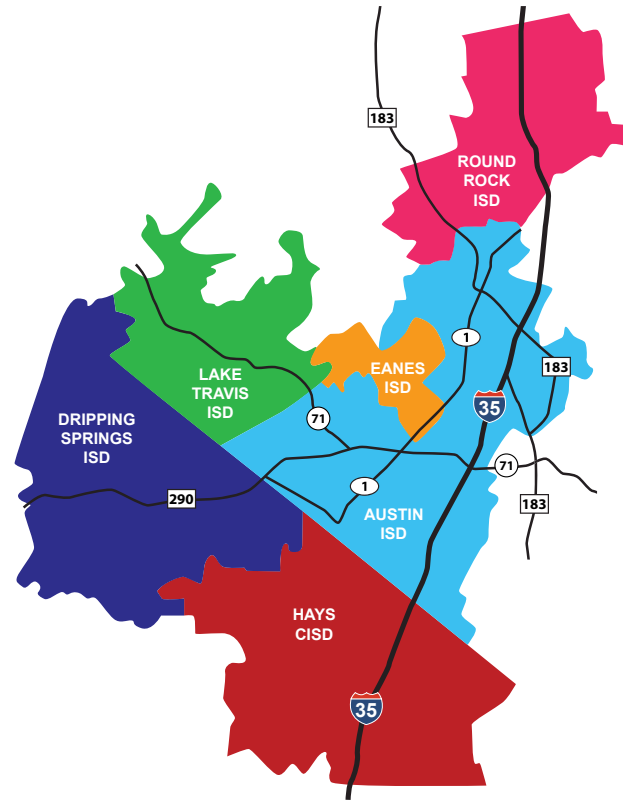 183
ROUND
ROCK
ISD
1
EANES
ISD
183
LAKE
TRAVIS
ISD
35
71
DRIPPING
SPRINGS
ISD
71
1
290
183
AUSTIN
ISD
HAYS
CISD
35